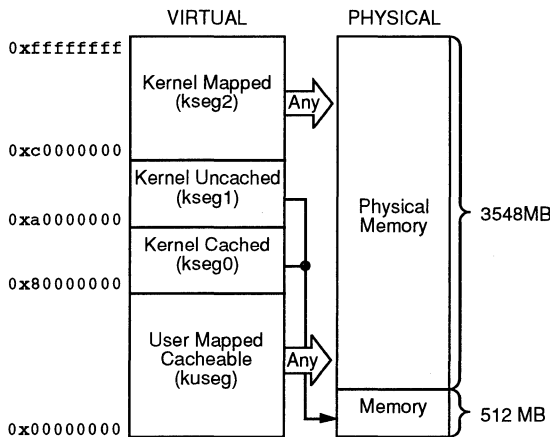 VIRTUAL
PHYSICAL
0xffffffff
Kernel Mapped
(kseg2)
Any
0xc0000000
Kernel Uncached
(kseg1)
0xa0000000
Kernel Cached
(kseg0)
0x80000000
User Mapped
Cacheable
(kuseg)
Any
0x00000000
Physical
Memory
3548MB
Memory
512 MB